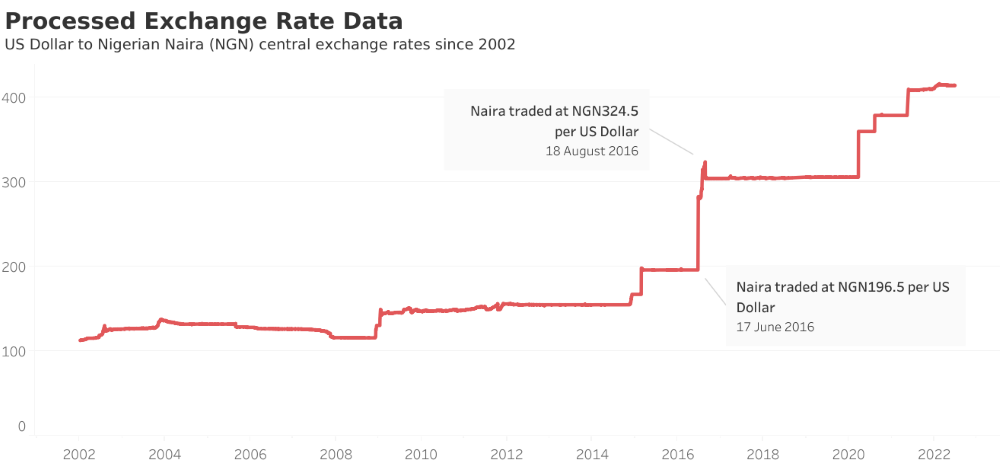 Processed Exchange Rate Data
US Dollar to Nigerian Naira (NGN) central exchange rates since 2002
400
Naira traded at NGN324.5
per US Dollar
18 August 2016
300
200
Naira traded at NGN196.5 per US
Dollar
17 June 2016
100
0
2002 2004 2006 2008 2010 2012 2014 2016 2018 2020 2022